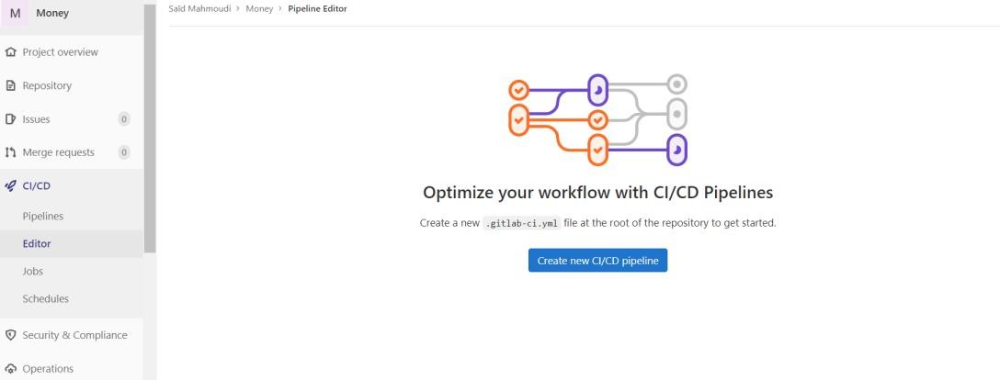 M Money
Saïd Mahmoudi > Money > Pipeline Editor
Project overview
Repository
Issues 0
Merge requests 0
CI/CD
Pipelines
Editor
Jobs
Schedules
Security & Compliance
Operations
Optimize your workflow with CI/CD Pipelines
Create a new .gitlab-ci.yml file at the root of the repository to get started.
Create new CI/CD pipeline